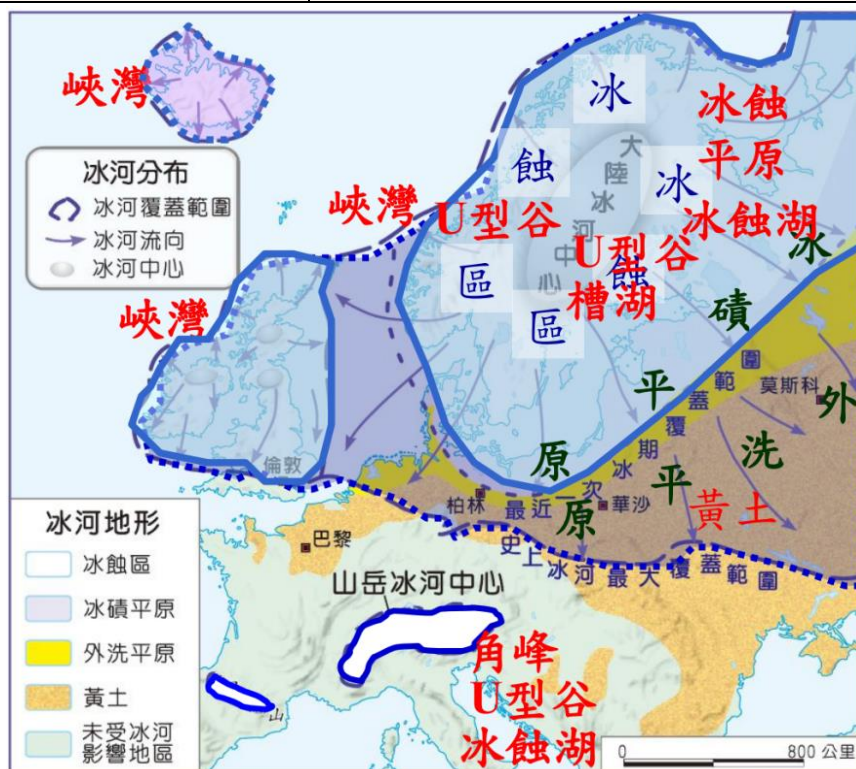 峽灣
冰河分布
冰河覆蓋範圍
冰河流向
冰河中心
峽灣
峽灣
冰蝕區
冰蝕區
大陸冰河中心
冰蝕
平原
冰蝕湖
U型谷
U型谷
槽湖
冰磧平原
外洗平原
莫斯科
最近一次冰期覆蓋範圍
倫敦
柏林
華沙
黃土
史上冰河最大覆蓋範圍
巴黎
山岳冰河中心
角峰
U型谷
冰蝕湖
山
冰河地形
冰蝕區
冰磧平原
外洗平原
黃土
未受冰河
影響地區
0 800 公里